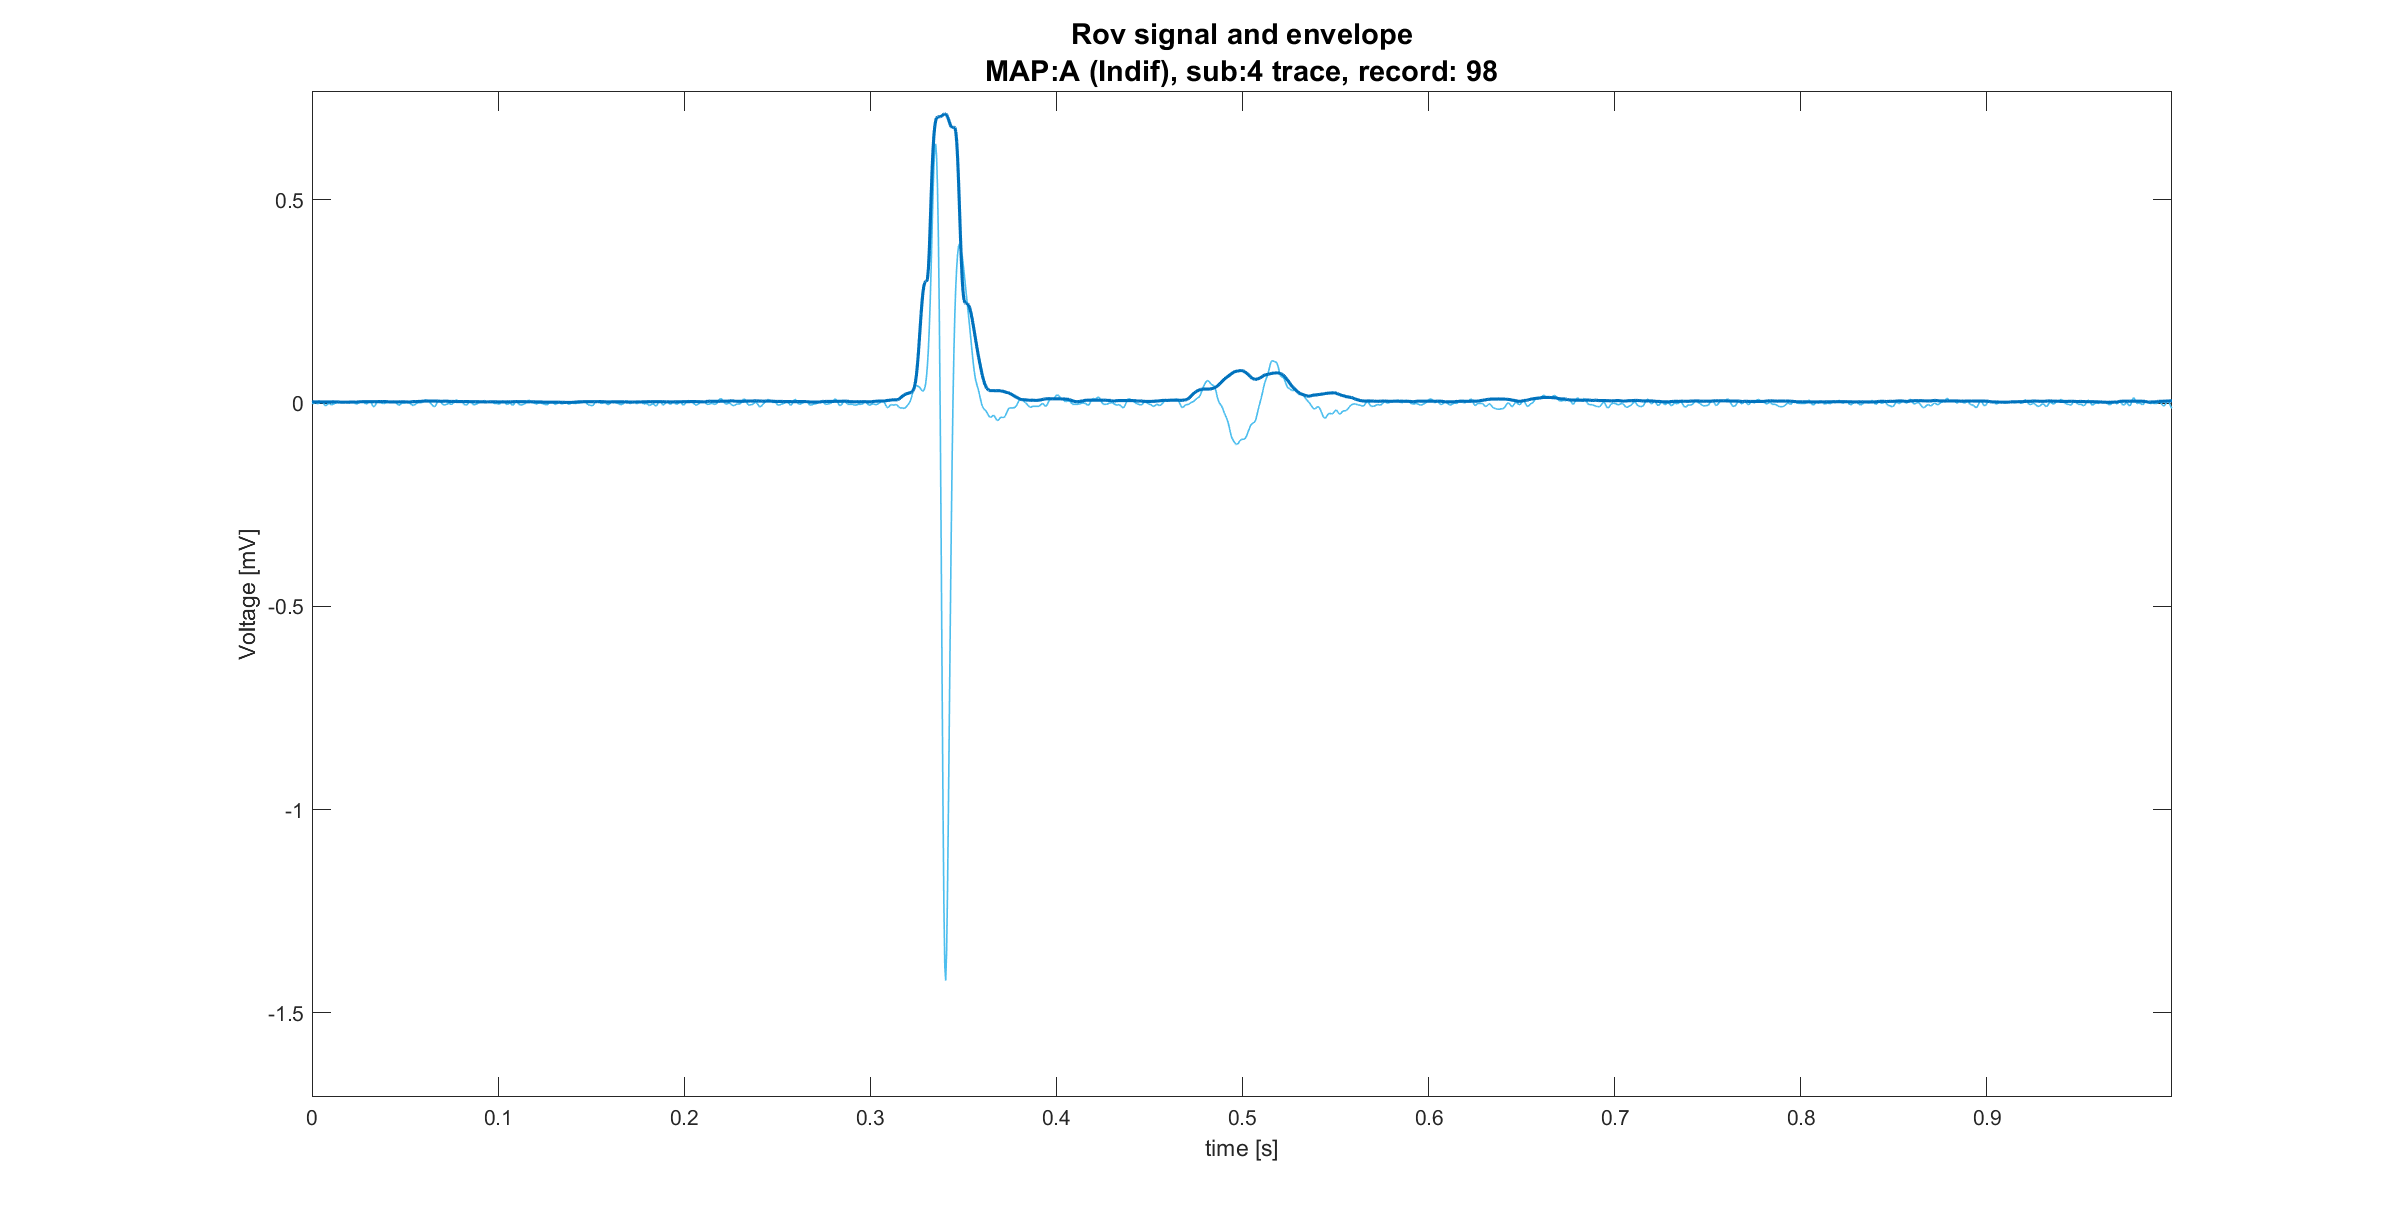 Rov signal and envelope
MAP:A (Indif), sub:4 trace, record: 98
0.5
0
-0.5
-1
-1.5
Voltage [mV]
0 0.1 0.2 0.3 0.4 0.5 0.6 0.7 0.8 0.9
time [s]